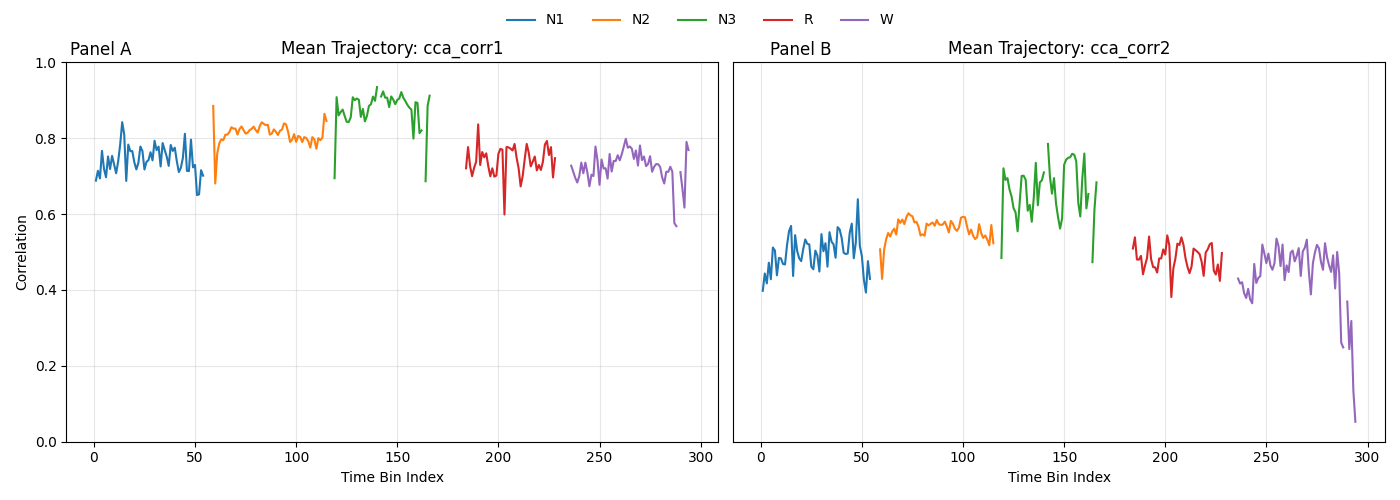 N1 N2 N3 R W
Panel A Mean Trajectory: cca_corr1
Panel B Mean Trajectory: cca_corr2
Correlation
1.0
0.8
0.6
0.4
0.2
0.0
0 50 100 150 200 250 300
0 50 100 150 200 250 300
Time Bin Index
Time Bin Index